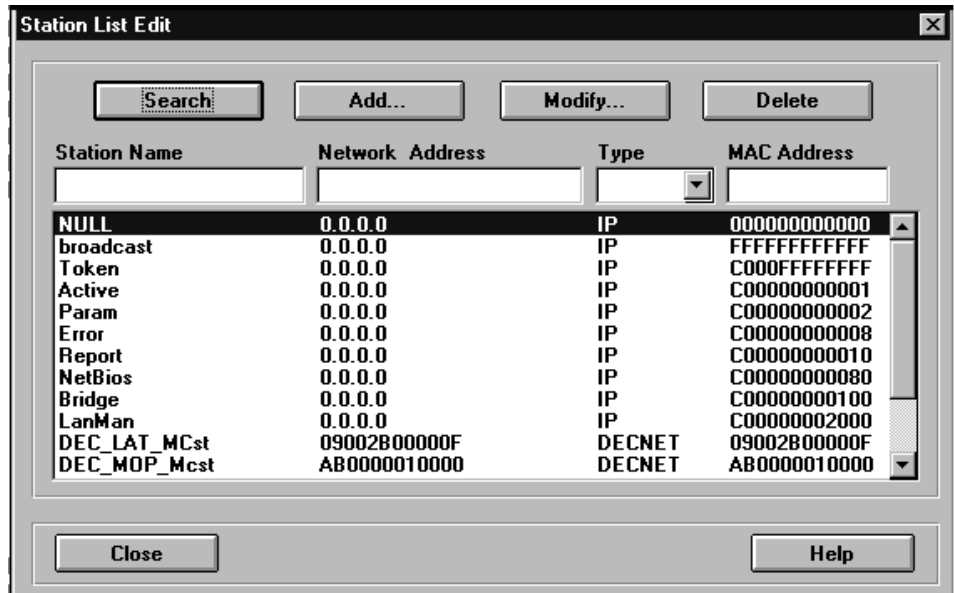 Station List Edit
Search Add... Modify... Delete
Station Name Network Address Type MAC Address
NULL 0.0.0.0 IP 000000000000
broadcast 0.0.0.0 IP FFFFFFFFFFFF
Token 0.0.0.0 IP C000FFFFFFFF
Active 0.0.0.0 IP C00000000001
Param 0.0.0.0 IP C00000000002
Error 0.0.0.0 IP C00000000008
Report 0.0.0.0 IP C00000000010
NetBios 0.0.0.0 IP C00000000080
Bridge 0.0.0.0 IP C00000000100
LanMan 0.0.0.0 IP C00000002000
DEC_LAT_MCst 09002B00000F DECNET 09002B00000F
DEC_MOP_Mcst AB0000010000 DECNET AB0000010000
Close Help